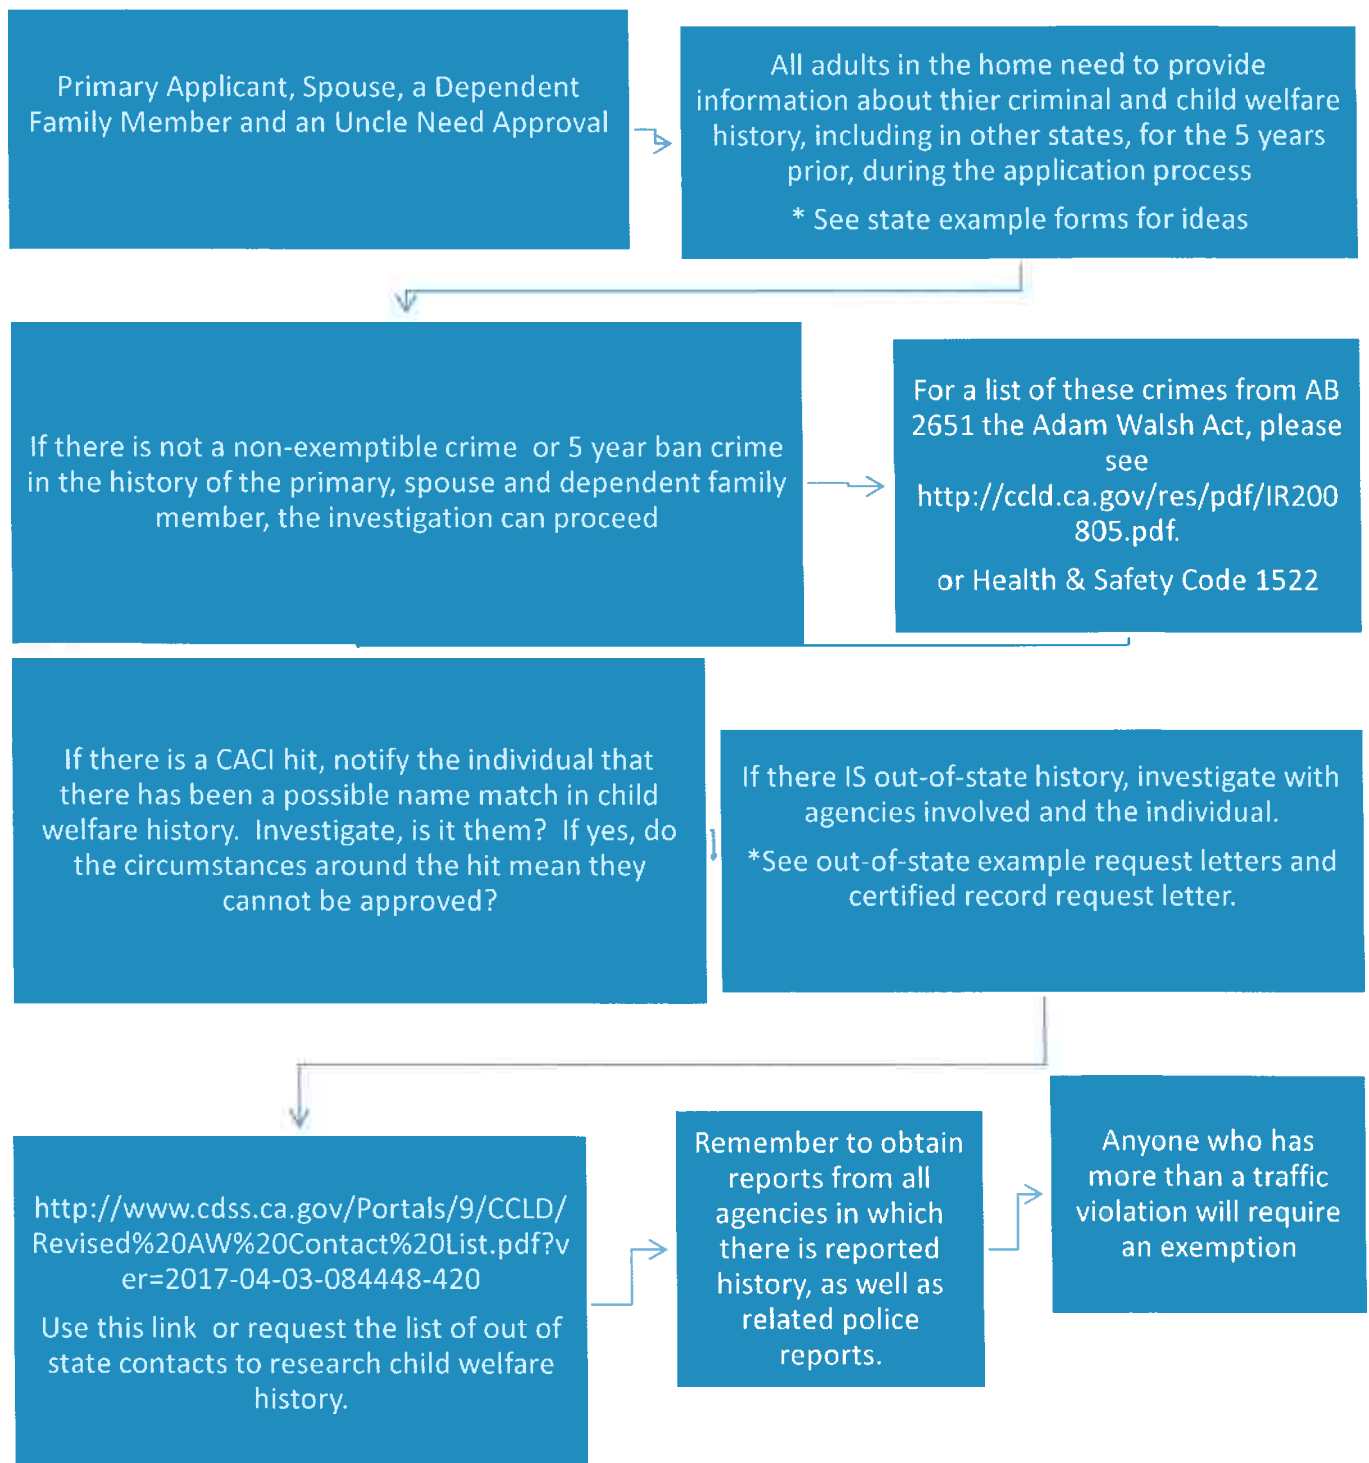 Primary Applicant, Spouse, a Dependent
Family Member and an Uncle Need Approval
All adults in the home need to provide
information about thier criminal and child welfare
history, including in other states, for the 5 years
prior, during the application process
* See state example forms for ideas
If there is not a non-exemptible crime or 5 year ban crime
in the history of the primary, spouse and dependent family
member, the investigation can proceed
For a list of these crimes from AB
2651 the Adam Walsh Act, please
see
http://ccld.ca.gov/res/pdf/IR200
805.pdf.
or Health & Safety Code 1522
If there is a CACI hit, notify the individual that
there has been a possible name match in child
welfare history. Investigate, is it them? If yes, do
the circumstances around the hit mean they
cannot be approved?
If there IS out-of-state history, investigate with
agencies involved and the individual.
*See out-of-state example request letters and
certified record request letter.
http://www.cdss.ca.gov/Portals/9/CCLD/
Revised%20AW%20Contact%20List.pdf?v
er=2017-04-03-084448-420
Use this link or request the list of out of
state contacts to research child welfare
history.
Remember to obtain
reports from all
agencies in which
there is reported
history, as well as
related police
reports.
Anyone who has
more than a traffic
violation will require
an exemption